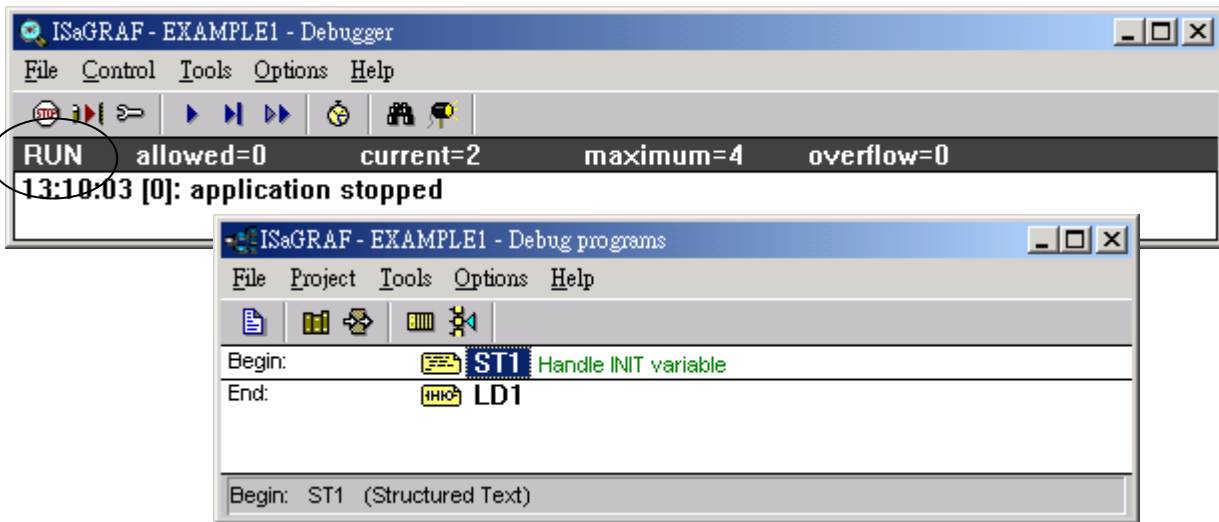 ISaGRAF - EXAMPLE1 - Debugger
File Control Tools Options Help
STOP
RUN allowed=0 current=2 maximum=4 overflow=0
13:10:03 [0]: application stopped
ISaGRAF - EXAMPLE1 - Debug programs
File Project Tools Options Help
Begin: ST1 Handle INIT variable
End: LD1
Begin: ST1 (Structured Text)